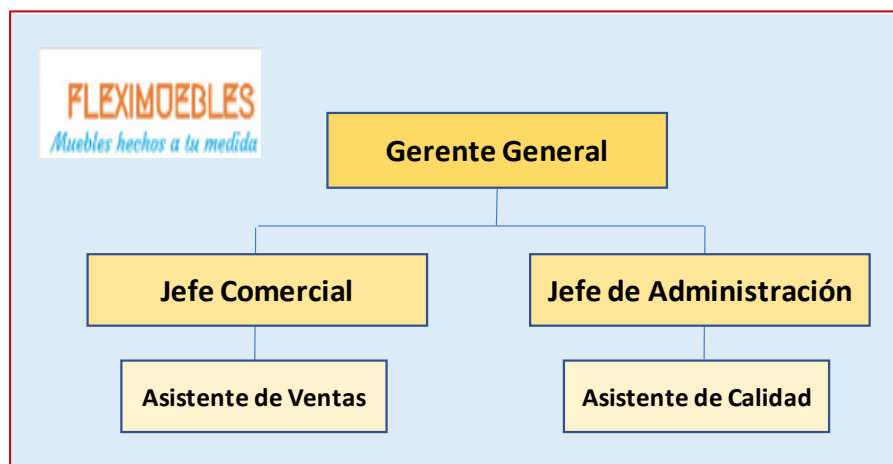 FLEXIMUEBLES
Muebles hechos a tu medida
Gerente General
Jefe Comercial
Jefe de Administración
Asistente de Ventas
Asistente de Calidad